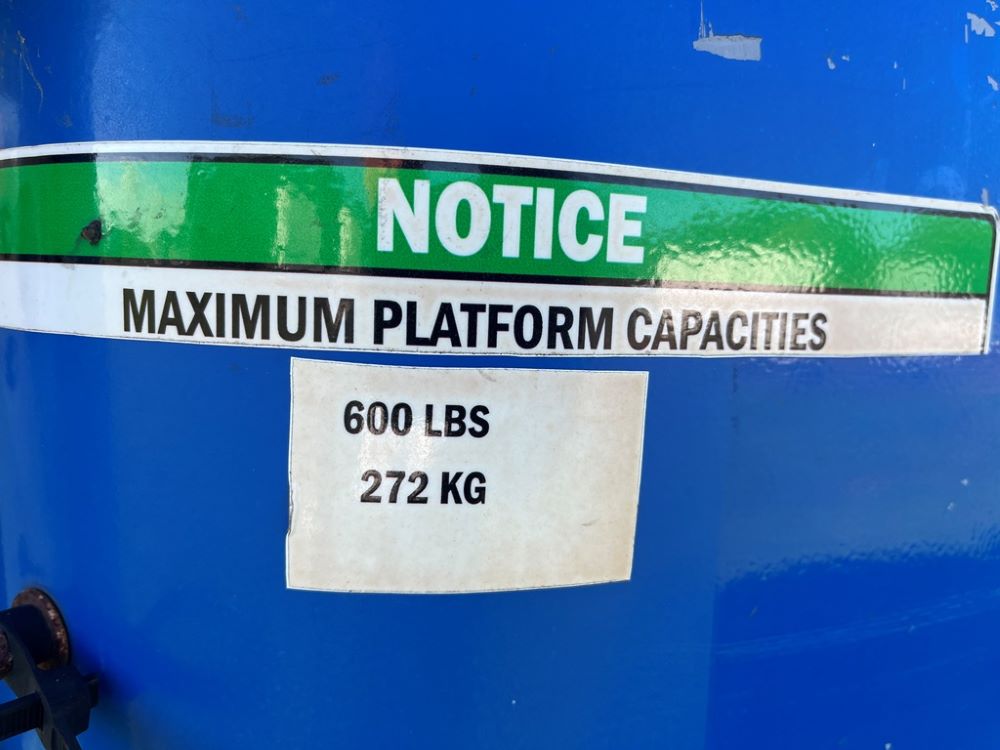 NOTICE
MAXIMUM PLATFORM CAPACITIES
600 LBS
272 KG